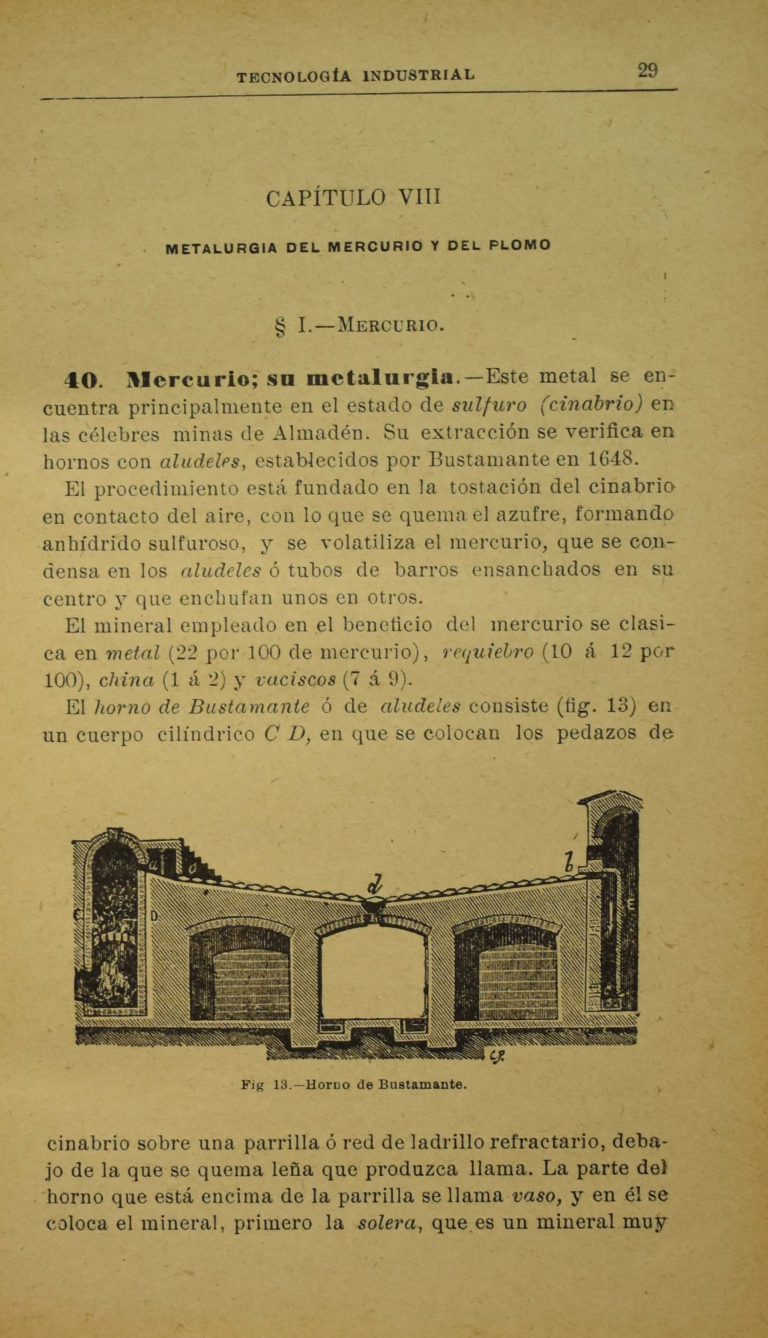 TECNOLOGÍA INDUSTRIAL 29
CAPÍTULO VIII
METALURGIA DEL MERCURIO Y DEL PLOMO
§ I.—MERCURIO.
40. Mercurio; su metalurgia.—Este metal se en-
cuentra principalmente en el estado de sulfuro (cinabrio) en
las célebres minas de Almadén. Su extracción se verifica en
hornos con aludeles, establecidos por Bustamante en 1648.
El procedimiento está fundado en la tostación del cinabrio
en contacto del aire, con lo que se quema el azufre, formando
anhídrido sulfuroso, y se volatiliza el mercurio, que se con-
densa en los aludeles ó tubos de barros ensanchados en su
centro y que enchufan unos en otros.
El mineral empleado en el beneficio del mercurio se clasi-
ca en metal (22 por 100 de mercurio), requiebro (10 á 12 por
100), china (1 á 2) y vaciscos (7 á 9).
El horno de Bustamante ó de aludeles consiste (fig. 13) en
un cuerpo cilíndrico C D, en que se colocan los pedazos de
a d b
C D E
Fig 13.—Horno de Bustamante.
cinabrio sobre una parrilla ó red de ladrillo refractario, deba-
jo de la que se quema leña que produzca llama. La parte del
horno que está encima de la parrilla se llama vaso, y en él se
coloca el mineral, primero la solera, que es un mineral muy